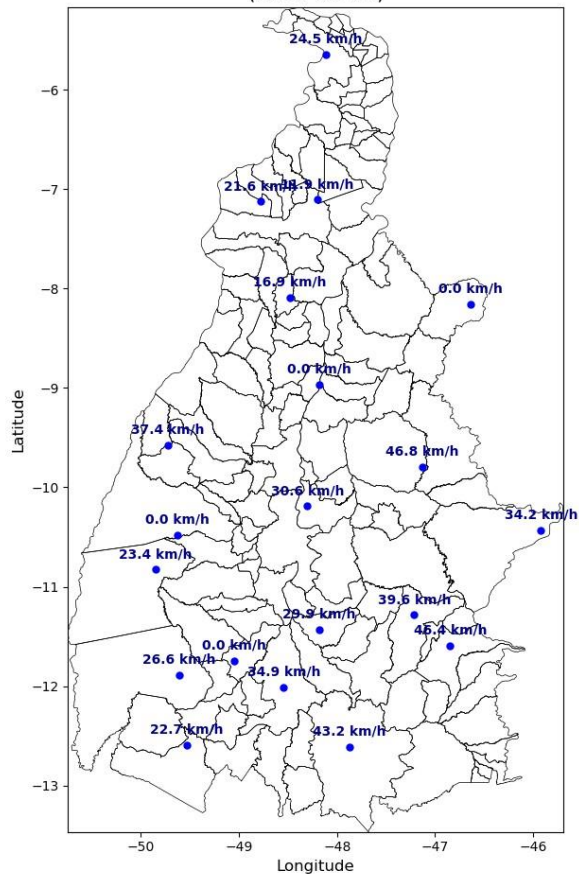 24.5 km/h
−6
21.6 km/h
−7
16.9 km/h
0.0 km/h
−8
0.0 km/h
−9
37.4 km/h
46.8 km/h
30.6 km/h
−10
34.2 km/h
0.0 km/h
23.4 km/h
−11
39.6 km/h
29.9 km/h
0.0 km/h
26.6 km/h
34.9 km/h
−12
22.7 km/h
43.2 km/h
−13
−50
−49
−48
−47
−46
Longitude
Latitude